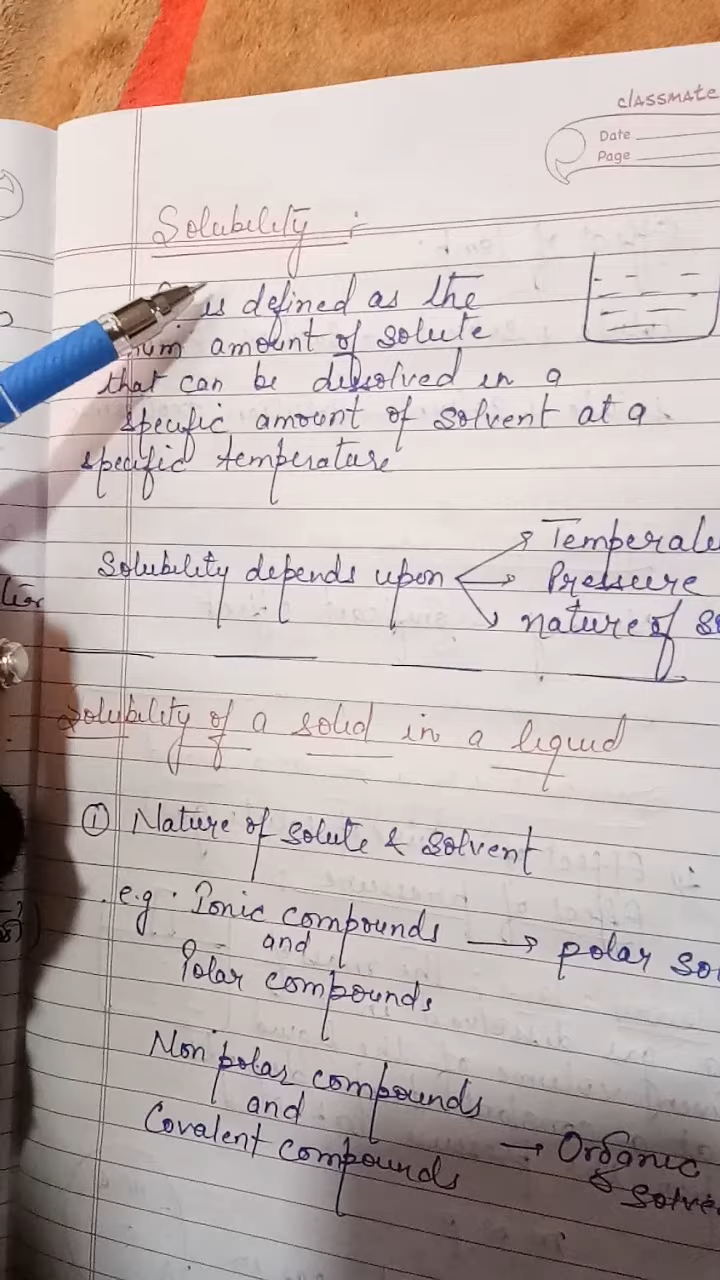 classmate
Date
Page
Solubility :-
is defined as the
amount of solute
that can be dissolved in a
specific amount of solvent at a
specific temperature
Solubility depends upon
Temperate
Pressure
nature of
Solubility of a solid in a liquid
① Nature of solute & solvent
e.g. Ionic compounds → polar
and
Polar compounds
Non polar compounds
and
Covalent compounds → Organic